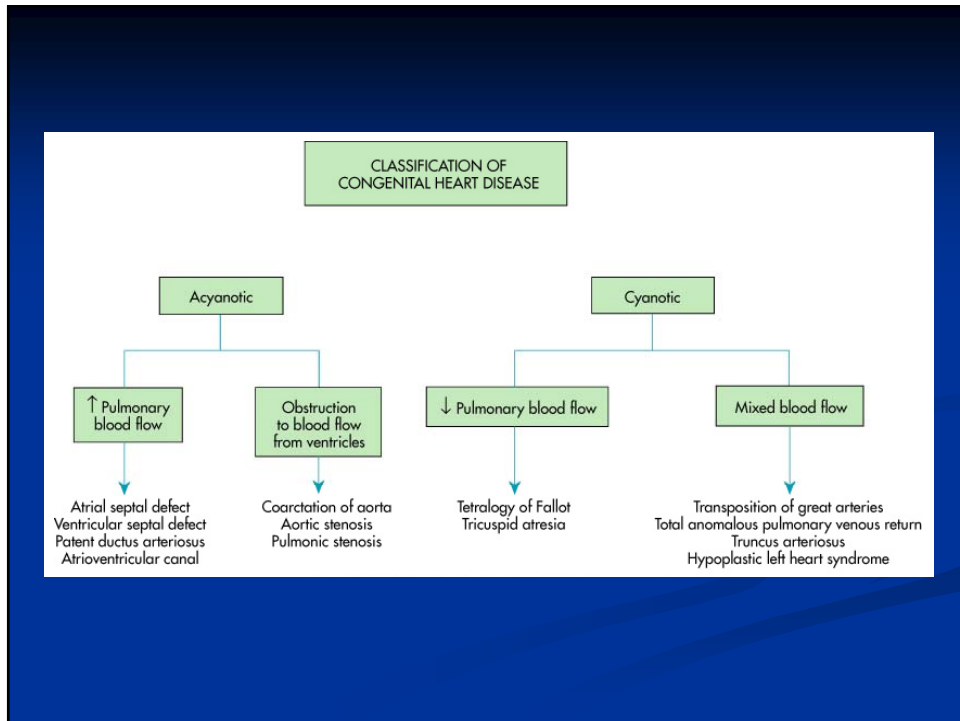 CLASSIFICATION OF
CONGENITAL HEART DISEASE
Acyanotic
Cyanotic
↑ Pulmonary
blood flow
Obstruction
to blood flow
from ventricles
↓ Pulmonary blood flow
Mixed blood flow
Atrial septal defect
Ventricular septal defect
Patent ductus arteriosus
Atrioventricular canal
Coarctation of aorta
Aortic stenosis
Pulmonic stenosis
Tetralogy of Fallot
Tricuspid atresia
Transposition of great arteries
Total anomalous pulmonary venous return
Truncus arteriosus
Hypoplastic left heart syndrome